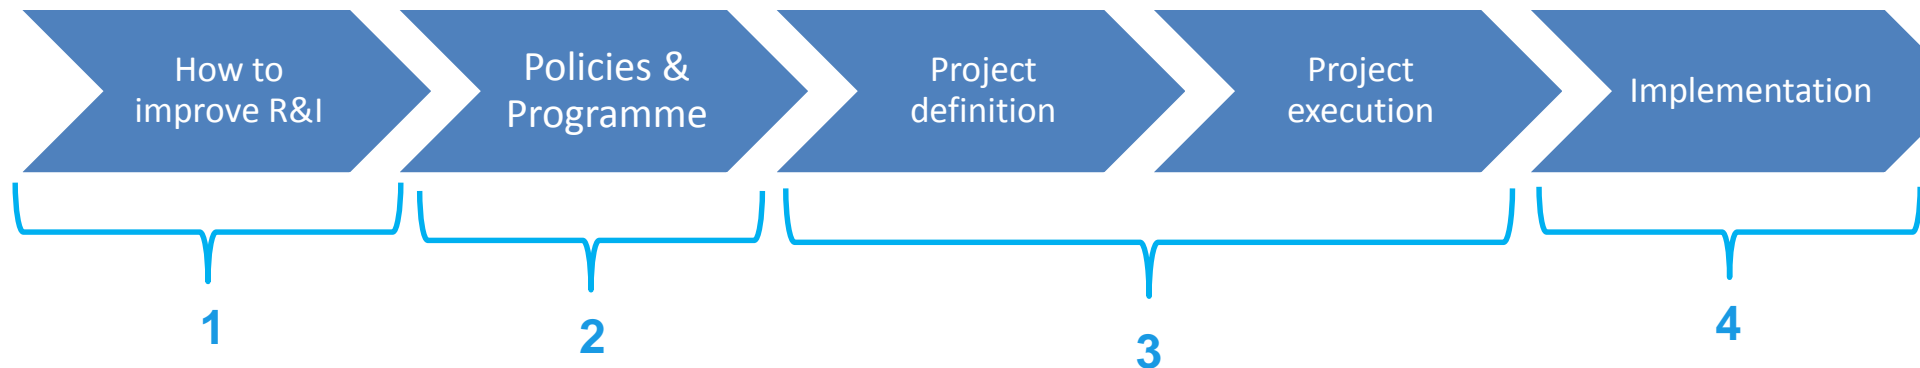 How to
improve R&I
Policies &
Programme
Project
definition
Project
execution
Implementation
1
2
3
4